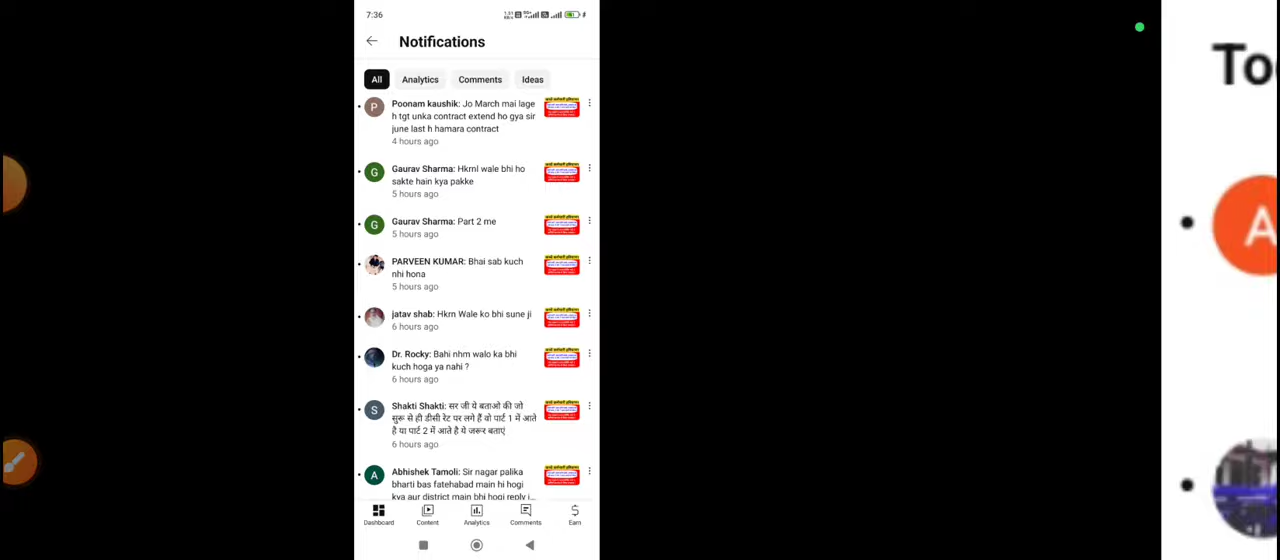 7:36
Notifications
All
Analytics
Comments
Ideas
P
Poonam kaushik: Jo March mai lage
h tgt unka contract extend ho gya sir
june last h hamara contract
4 hours ago
G
Gaurav Sharma: Hkrnl wale bhi ho
sakte hain kya pakke
5 hours ago
G
Gaurav Sharma: Part 2 me
5 hours ago
PARVEEN KUMAR: Bhai sab kuch
nhi hona
5 hours ago
jatav shab: Hkrn Wale ko bhi sune ji
6 hours ago
Dr. Rocky: Bahi nhm walo ka bhi
kuch hoga ya nahi ?
6 hours ago
S
Shakti Shakti: सर जी ये बताओ की जो
सुरू से ही डीसी रेट पर लगे हैं वो पार्ट 1 में आते
है या पार्ट 2 में आते है ये जरूर बताएं
6 hours ago
A
Abhishek Tamoli: Sir nagar palika
bharti bas fatehabad main hi hogi
kya aur district main bhi hogi reply i...
Dashboard
Content
Analytics
Comments
Earn
To
A